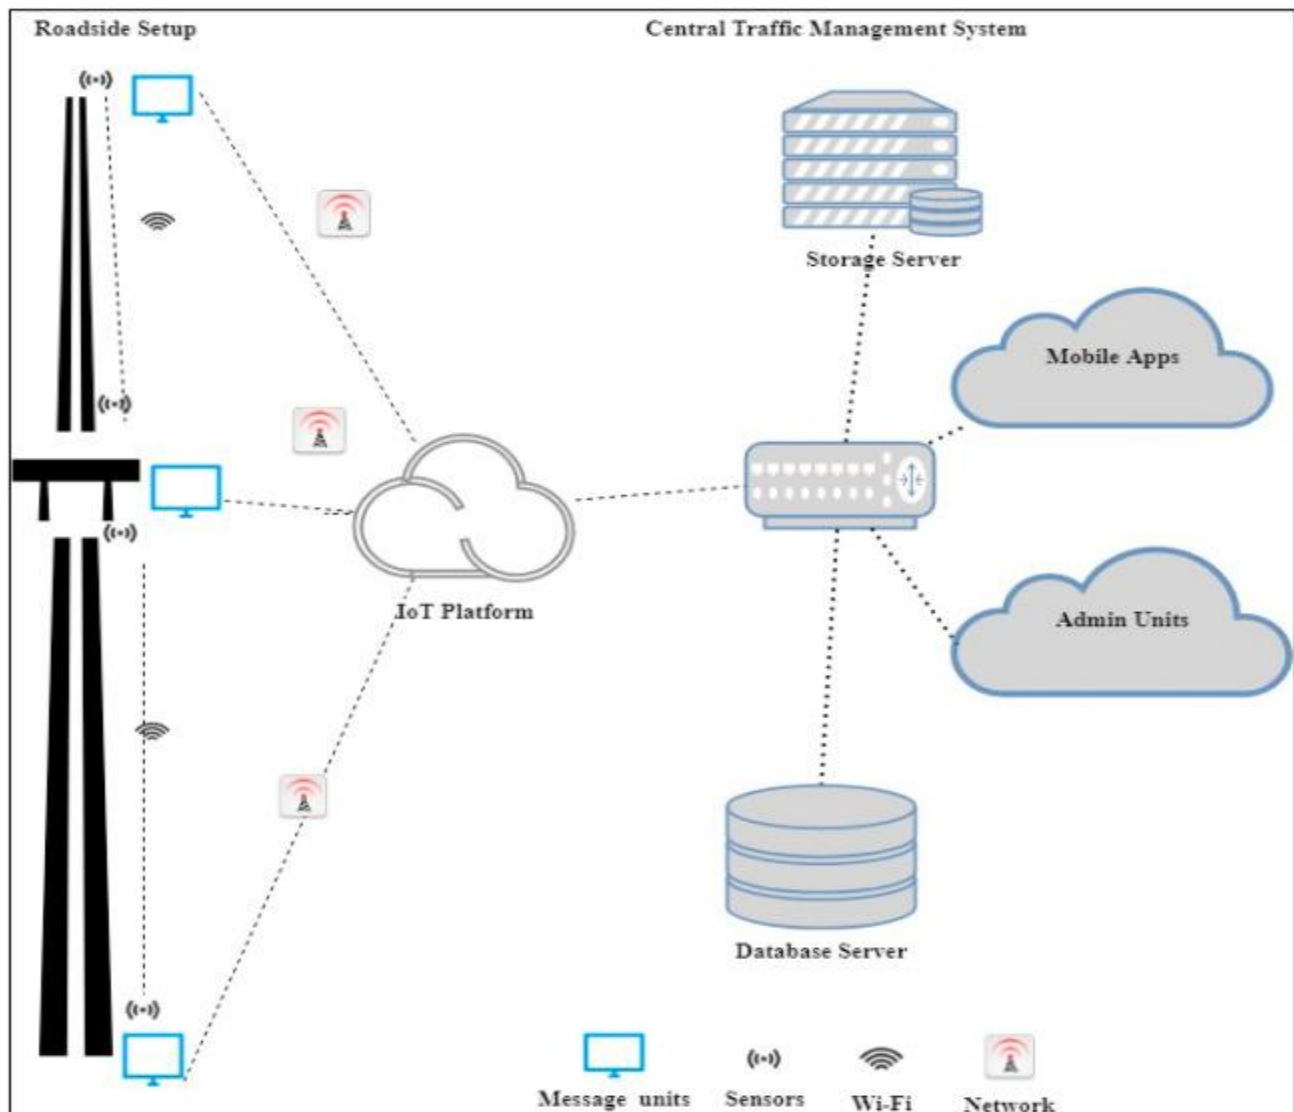 Roadside Setup
Central Traffic Management System
Storage Server
Mobile Apps
IoT Platform
Admin Units
Database Server
Message units
Sensors
Wi-Fi
Network